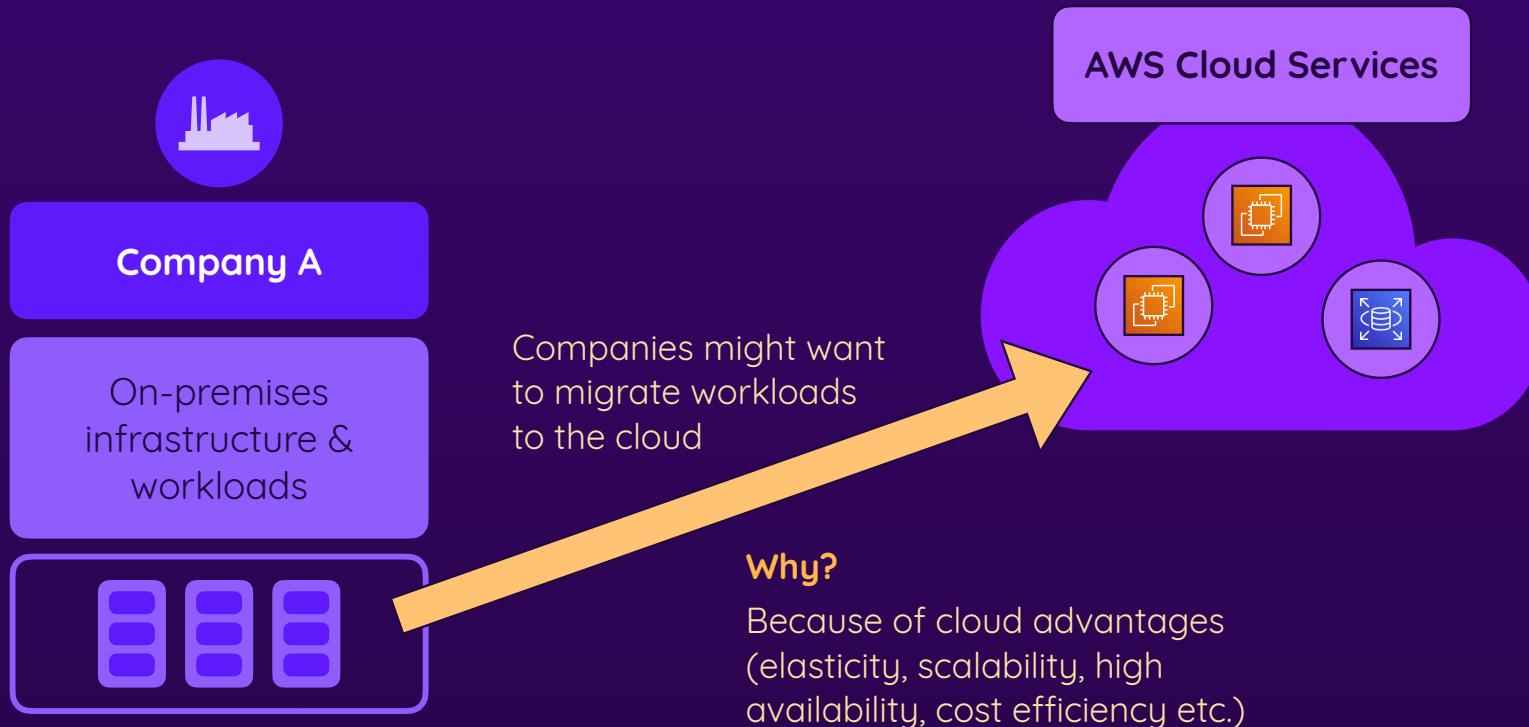 AWS Cloud Services
Company A
On-premises
infrastructure &
workloads
Companies might want
to migrate workloads
to the cloud
Why?
Because of cloud advantages
(elasticity, scalability, high
availability, cost efficiency etc.)